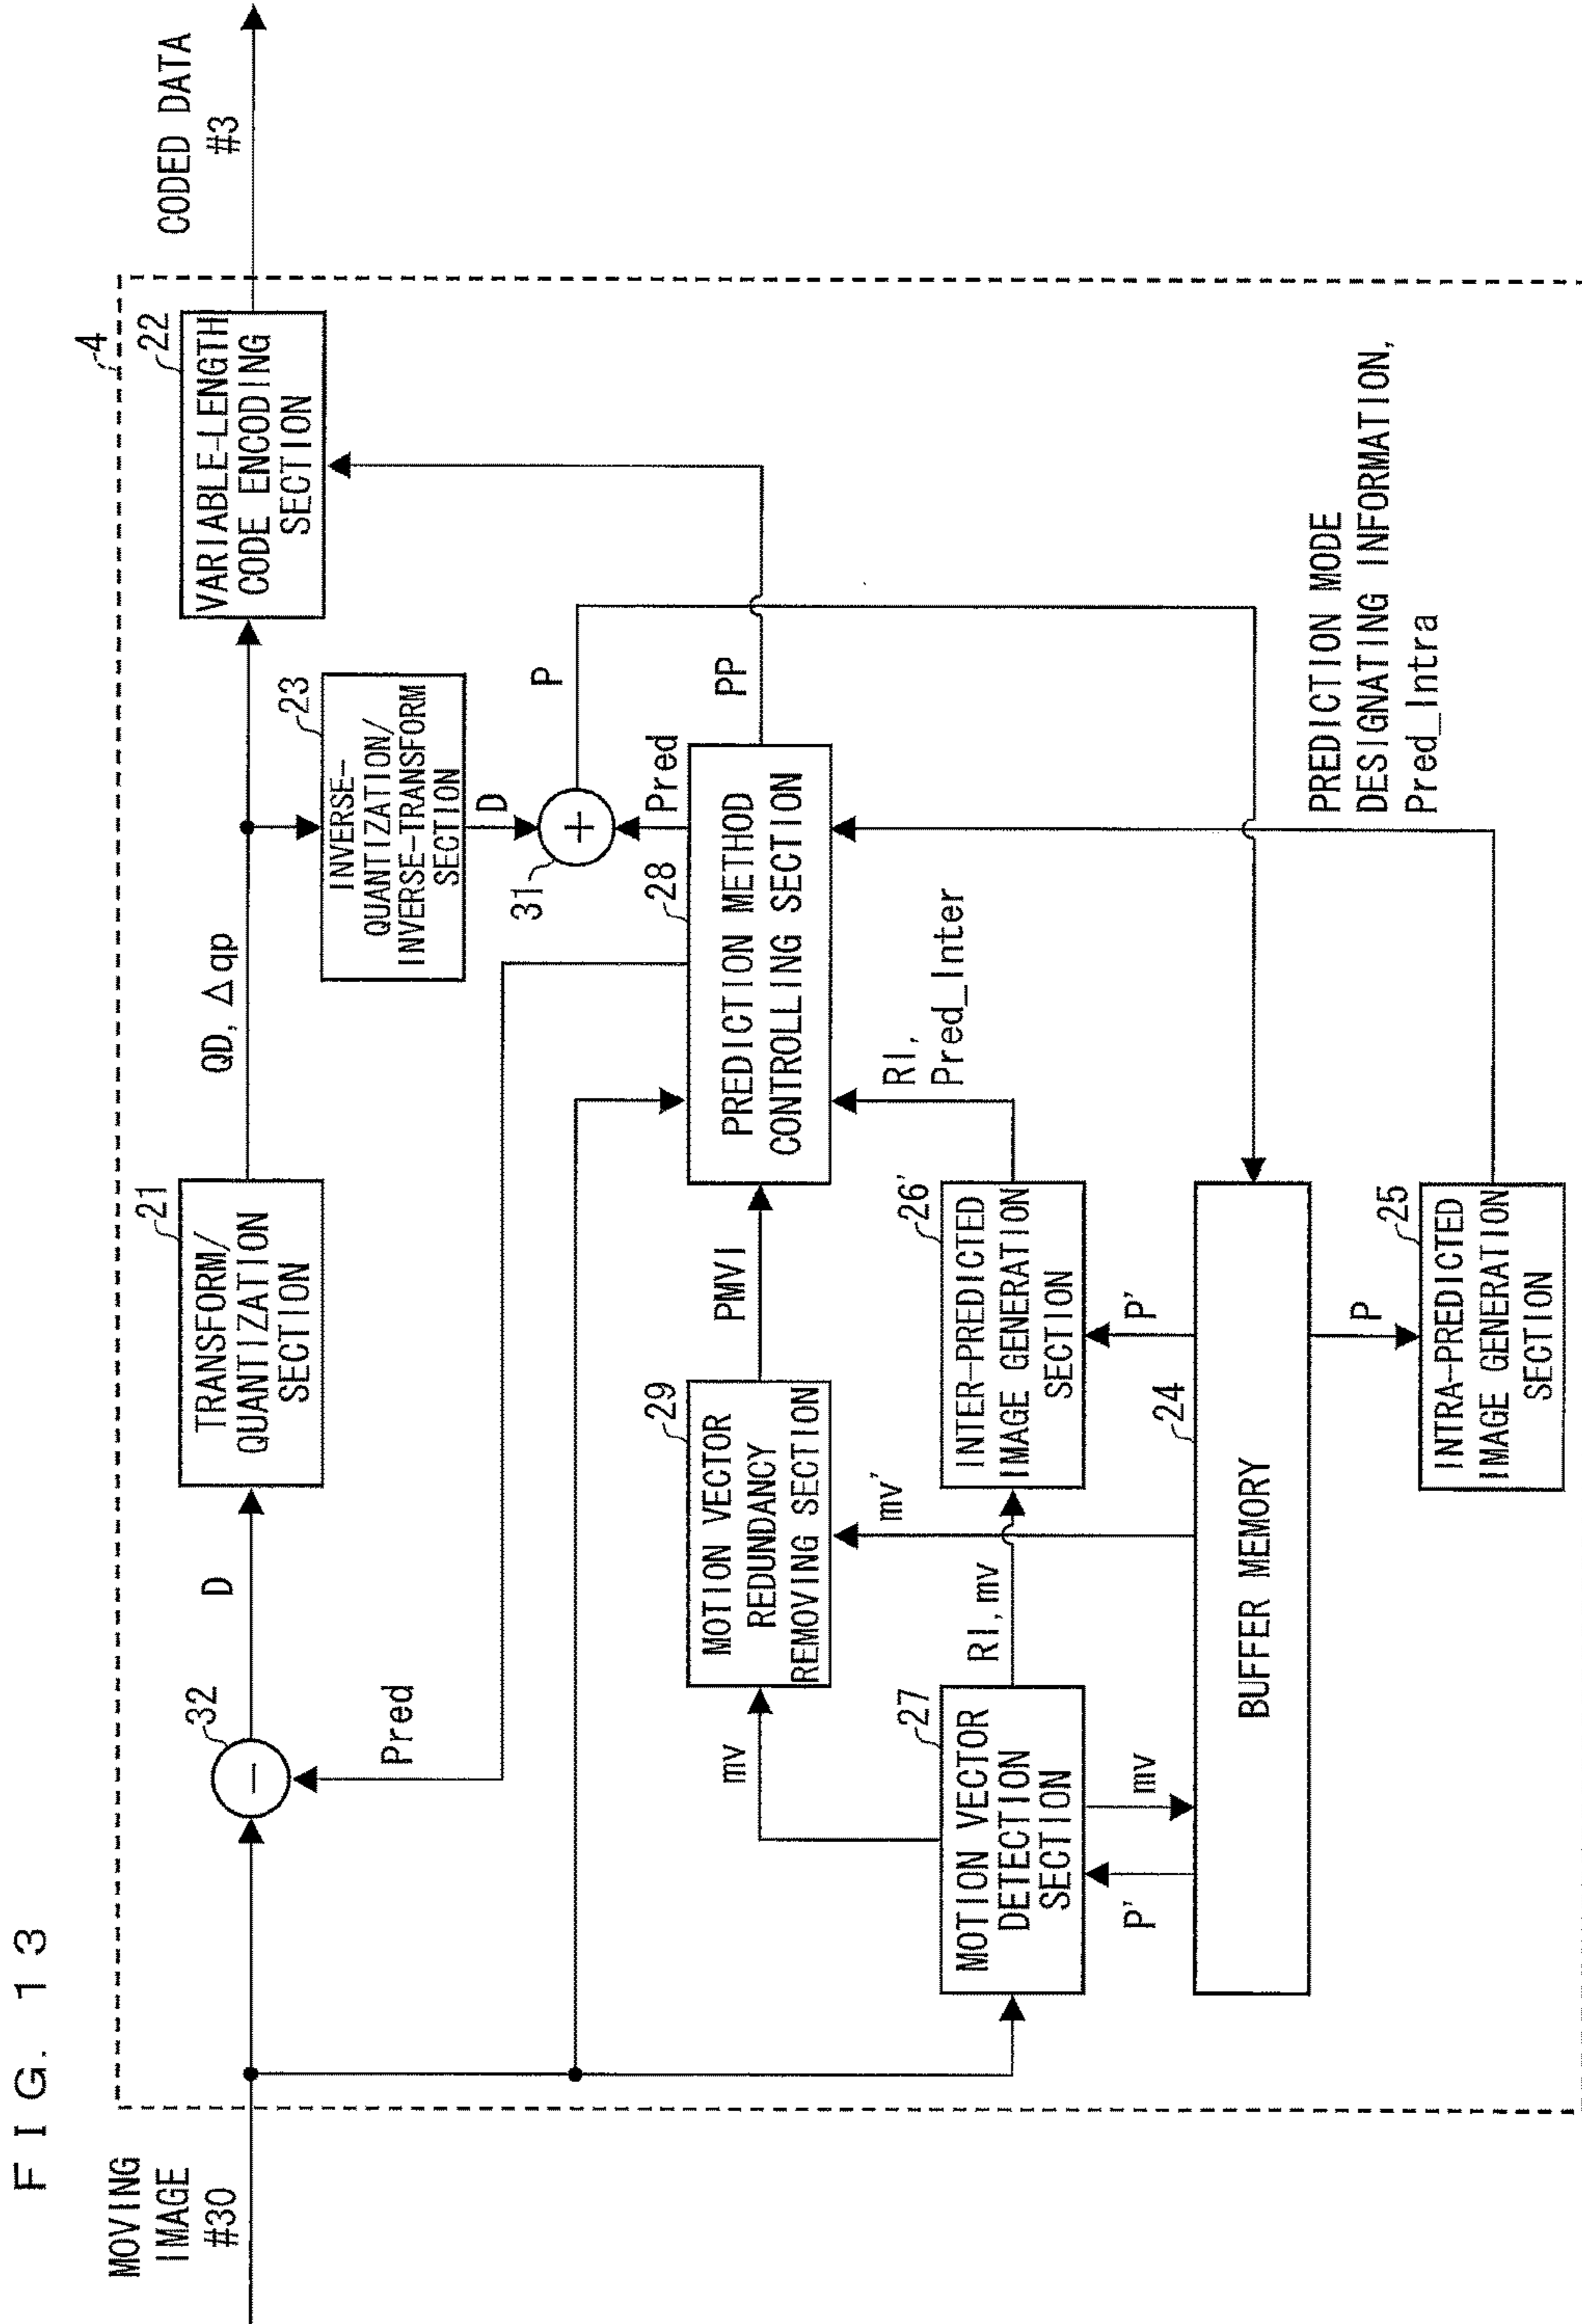 FIG. 13
MOVING
IMAGE
#30
4
32
D
21
TRANSFORM/
QUANTIZATION
SECTION
QD, △qp
22
VARIABLE-LENGTH
CODE ENCODING
SECTION
CODED DATA
#3
Pred
23
INVERSE-
QUANTIZATION/
INVERSE-TRANSFORM
SECTION
D
31
P
Pred
mv
29
MOTION VECTOR
REDUNDANCY
REMOVING SECTION
PMVI
28
PREDICTION METHOD
CONTROLLING SECTION
PP
mv'
27
MOTION VECTOR
DETECTION
SECTION
RI, mv
26'
INTER-PREDICTED
IMAGE GENERATION
SECTION
RI,
Pred_Inter
P'
mv
P'
24
BUFFER MEMORY
P
25
INTRA-PREDICTED
IMAGE GENERATION
SECTION
PREDICTION MODE
DESIGNATING INFORMATION,
Pred_Intra